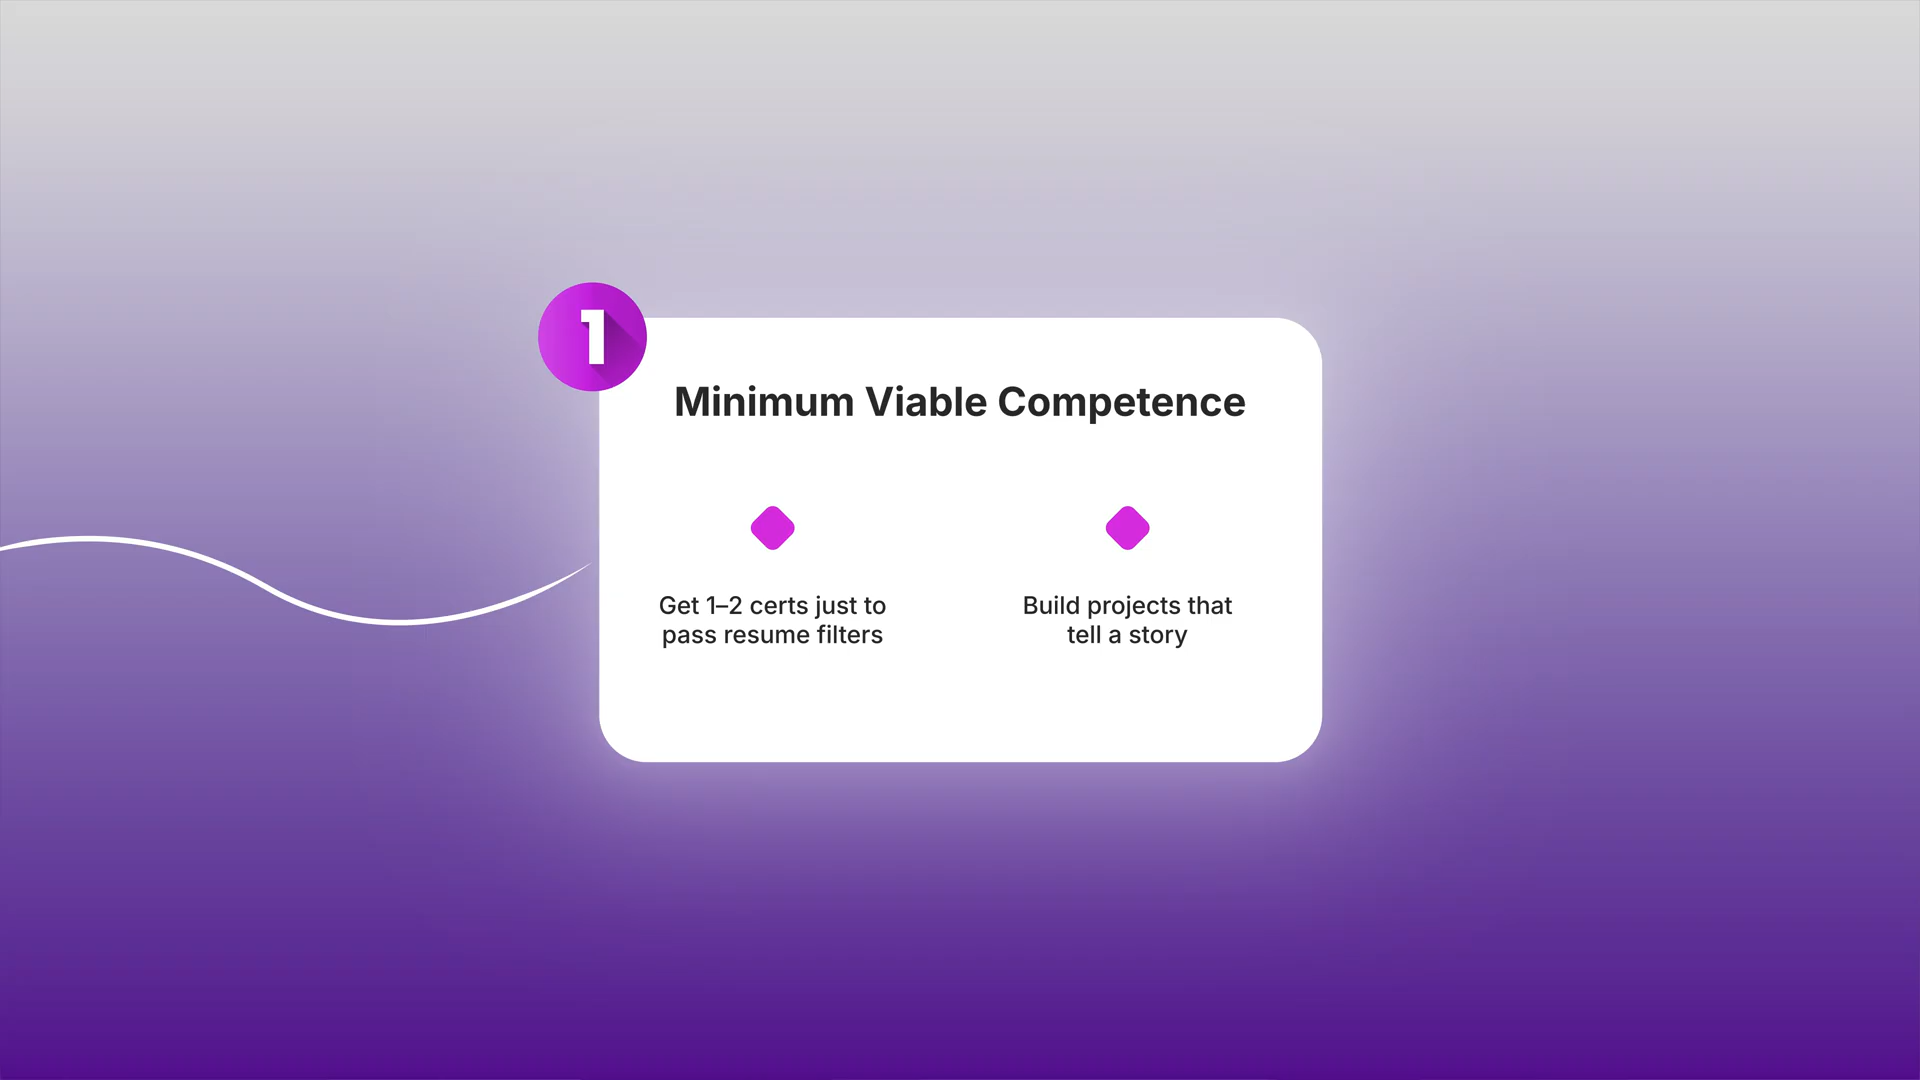 1
Minimum Viable Competence
Get 1–2 certs just to
pass resume filters
Build projects that
tell a story